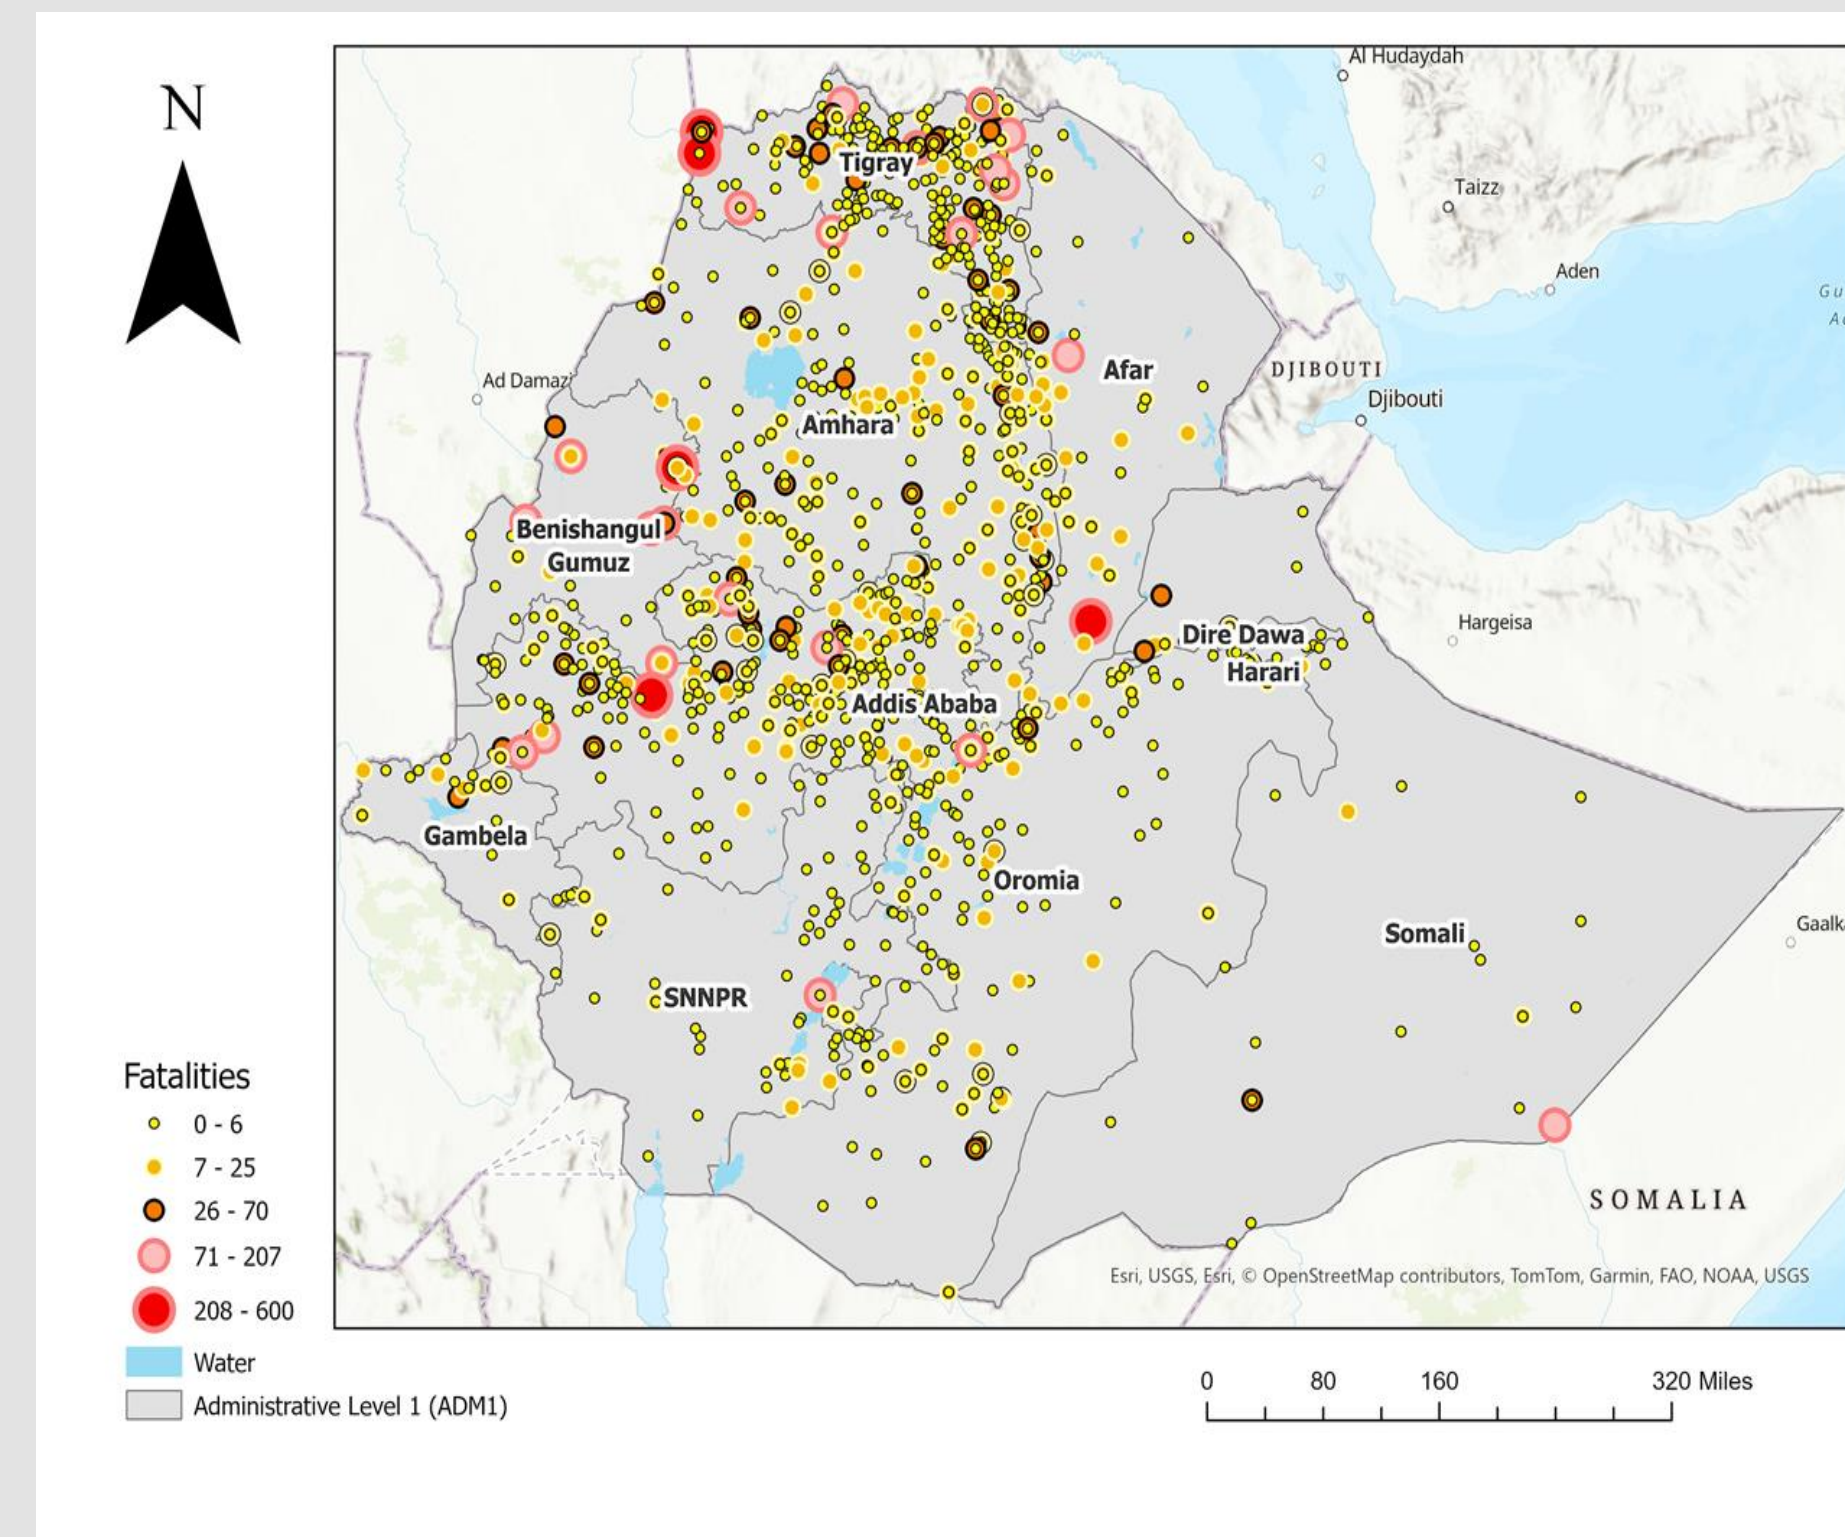 N
Al Hudaydah
Tigray
Taizz
Aden
Gu
A
Ad Damazi
Afar
DJIBOUTI
Djibouti
Amhara
Benishangul
Gumuz
Hargeisa
Dire Dawa
Harari
Addis Ababa
Gambela
Oromia
Somali
Gaalk
SNNPR
SOMALIA
Esri, USGS, Esri, © OpenStreetMap contributors, TomTom, Garmin, FAO, NOAA, USGS
Fatalities
0 - 6
7 - 25
26 - 70
71 - 207
208 - 600
Water
Administrative Level 1 (ADM1)
0 80 160 320 Miles